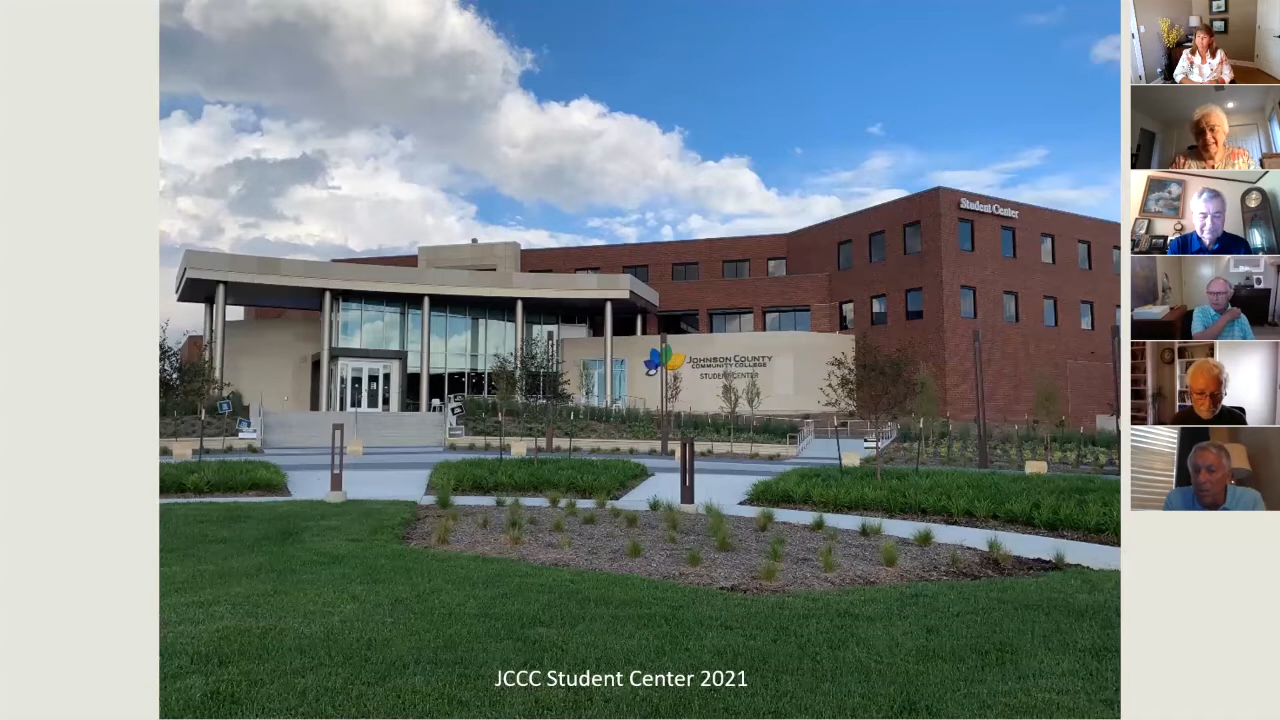 Student Center
JOHNSON COUNTY
COMMUNITY COLLEGE
STUDENT CENTER
JCCC Student Center 2021